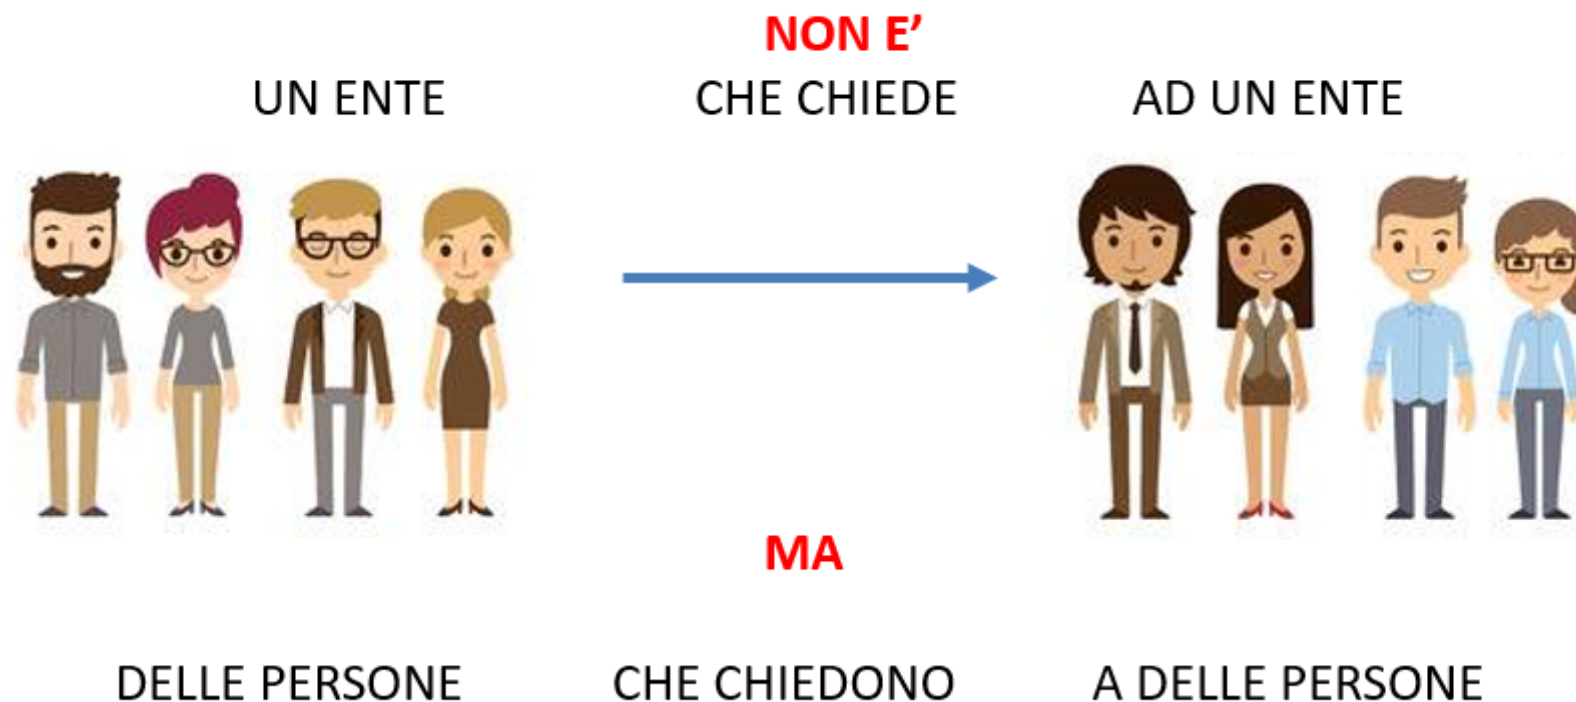 NON E’
UN ENTE CHE CHIEDE AD UN ENTE
MA
DELLE PERSONE CHE CHIEDONO A DELLE PERSONE